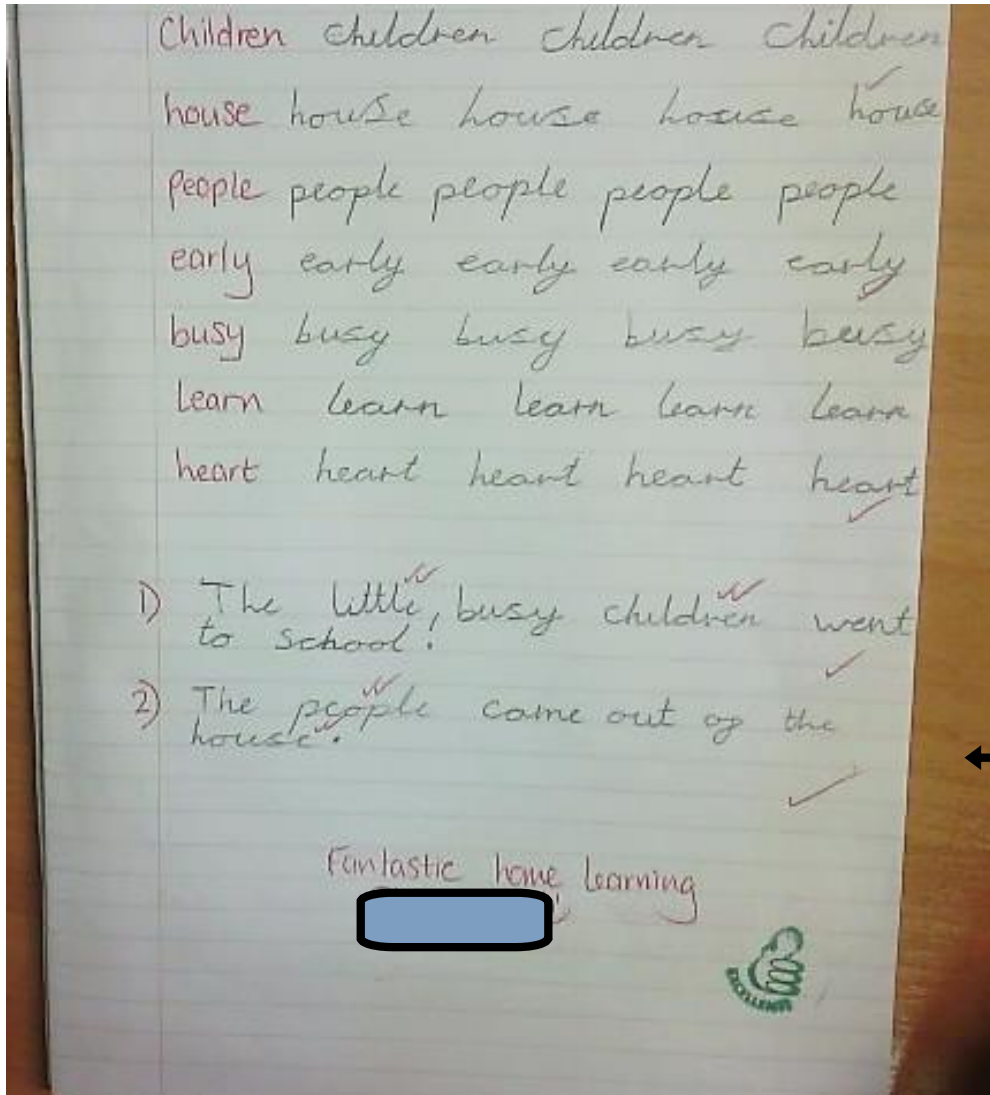 Children children children children
house house house house house
people people people people people
early early early early early
busy busy busy busy busy
learn learn learn learn learn
heart heart heart heart heart
1) The little, busy children went
to school.
2) The people came out of the
house.
Fantastic home learning
EXCELLENT